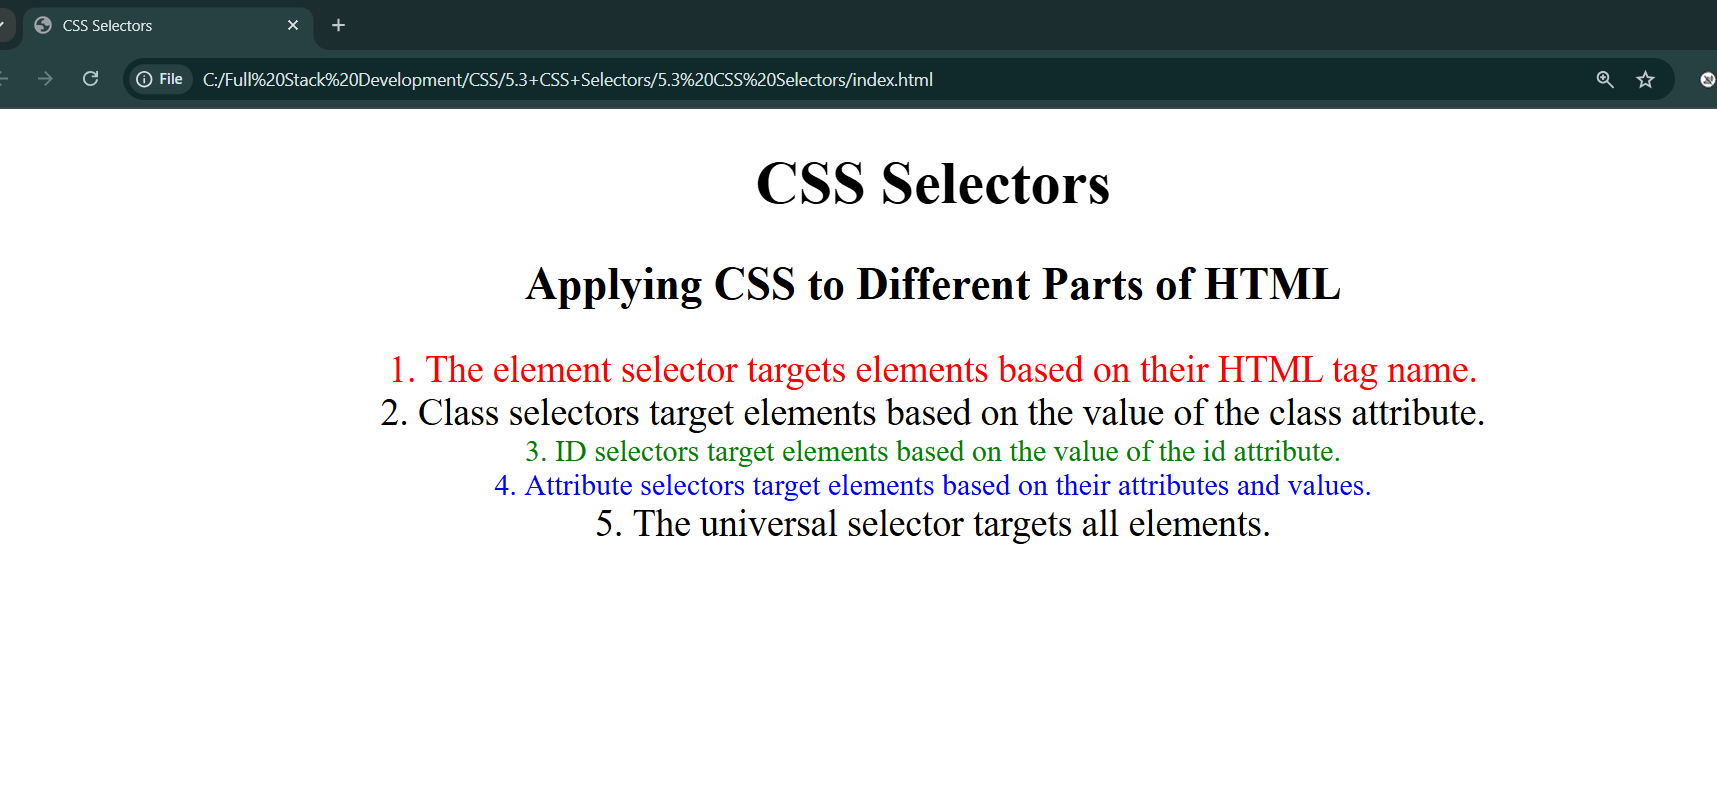 CSS Selectors
File
C:/Full%20Stack%20Development/CSS/5.3+CSS+Selectors/5.3%20CSS%20Selectors/index.html
CSS Selectors
Applying CSS to Different Parts of HTML
1. The element selector targets elements based on their HTML tag name.
2. Class selectors target elements based on the value of the class attribute.
3. ID selectors target elements based on the value of the id attribute.
4. Attribute selectors target elements based on their attributes and values.
5. The universal selector targets all elements.